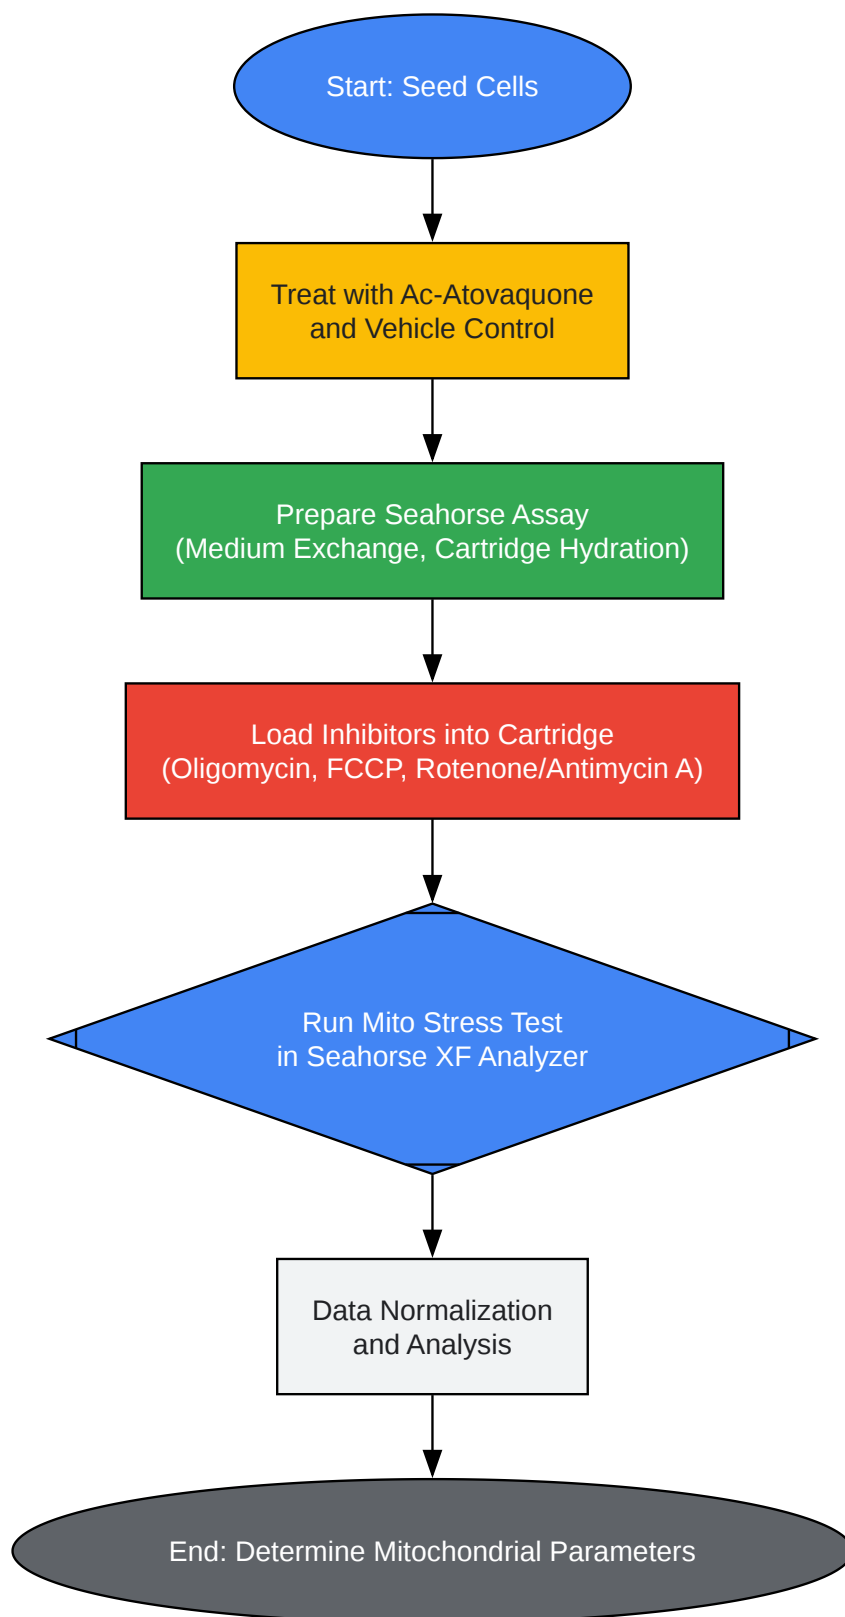 Start: Seed Cells
Treat with Ac-Atovaquone
and Vehicle Control
Prepare Seahorse Assay
(Medium Exchange, Cartridge Hydration)
Load Inhibitors into Cartridge
(Oligomycin, FCCP, Rotenone/Antimycin A)
Run Mito Stress Test
in Seahorse XF Analyzer
Data Normalization
and Analysis
End: Determine Mitochondrial Parameters